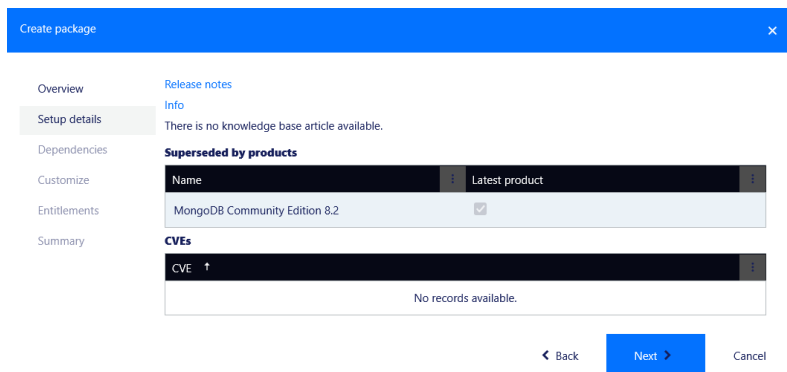 Create package
Overview
Setup details
Dependencies
Customize
Entitlements
Summary
Release notes
Info
There is no knowledge base article available.
Superseded by products
Name Latest product
MongoDB Community Edition 8.2
CVEs
CVE ↑
No records available.
Back Next Cancel